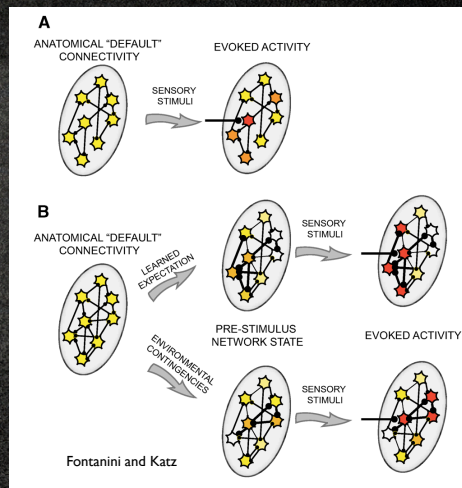 A
ANATOMICAL "DEFAULT"
CONNECTIVITY
EVOKED ACTIVITY
SENSORY
STIMULI
B
ANATOMICAL "DEFAULT"
CONNECTIVITY
LEARNED
EXPECTATION
SENSORY
STIMULI
ENVIRONMENTAL
CONTINGENCIES
PRE-STIMULUS
NETWORK STATE
EVOKED ACTIVITY
SENSORY
STIMULI
Fontanini and Katz